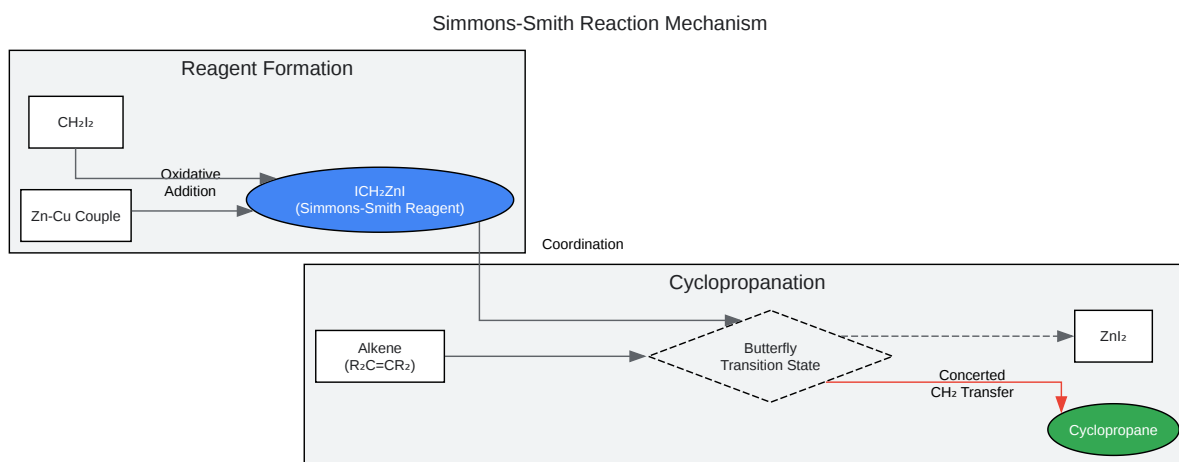 Simmons-Smith Reaction Mechanism
Reagent Formation
CH₂I₂
Oxidative
Addition
Zn-Cu Couple
ICH₂ZnI
(Simmons-Smith Reagent)
Coordination
Cyclopropanation
Alkene
(R₂C=CR₂)
Butterfly
Transition State
ZnI₂
Concerted
CH₂ Transfer
Cyclopropane